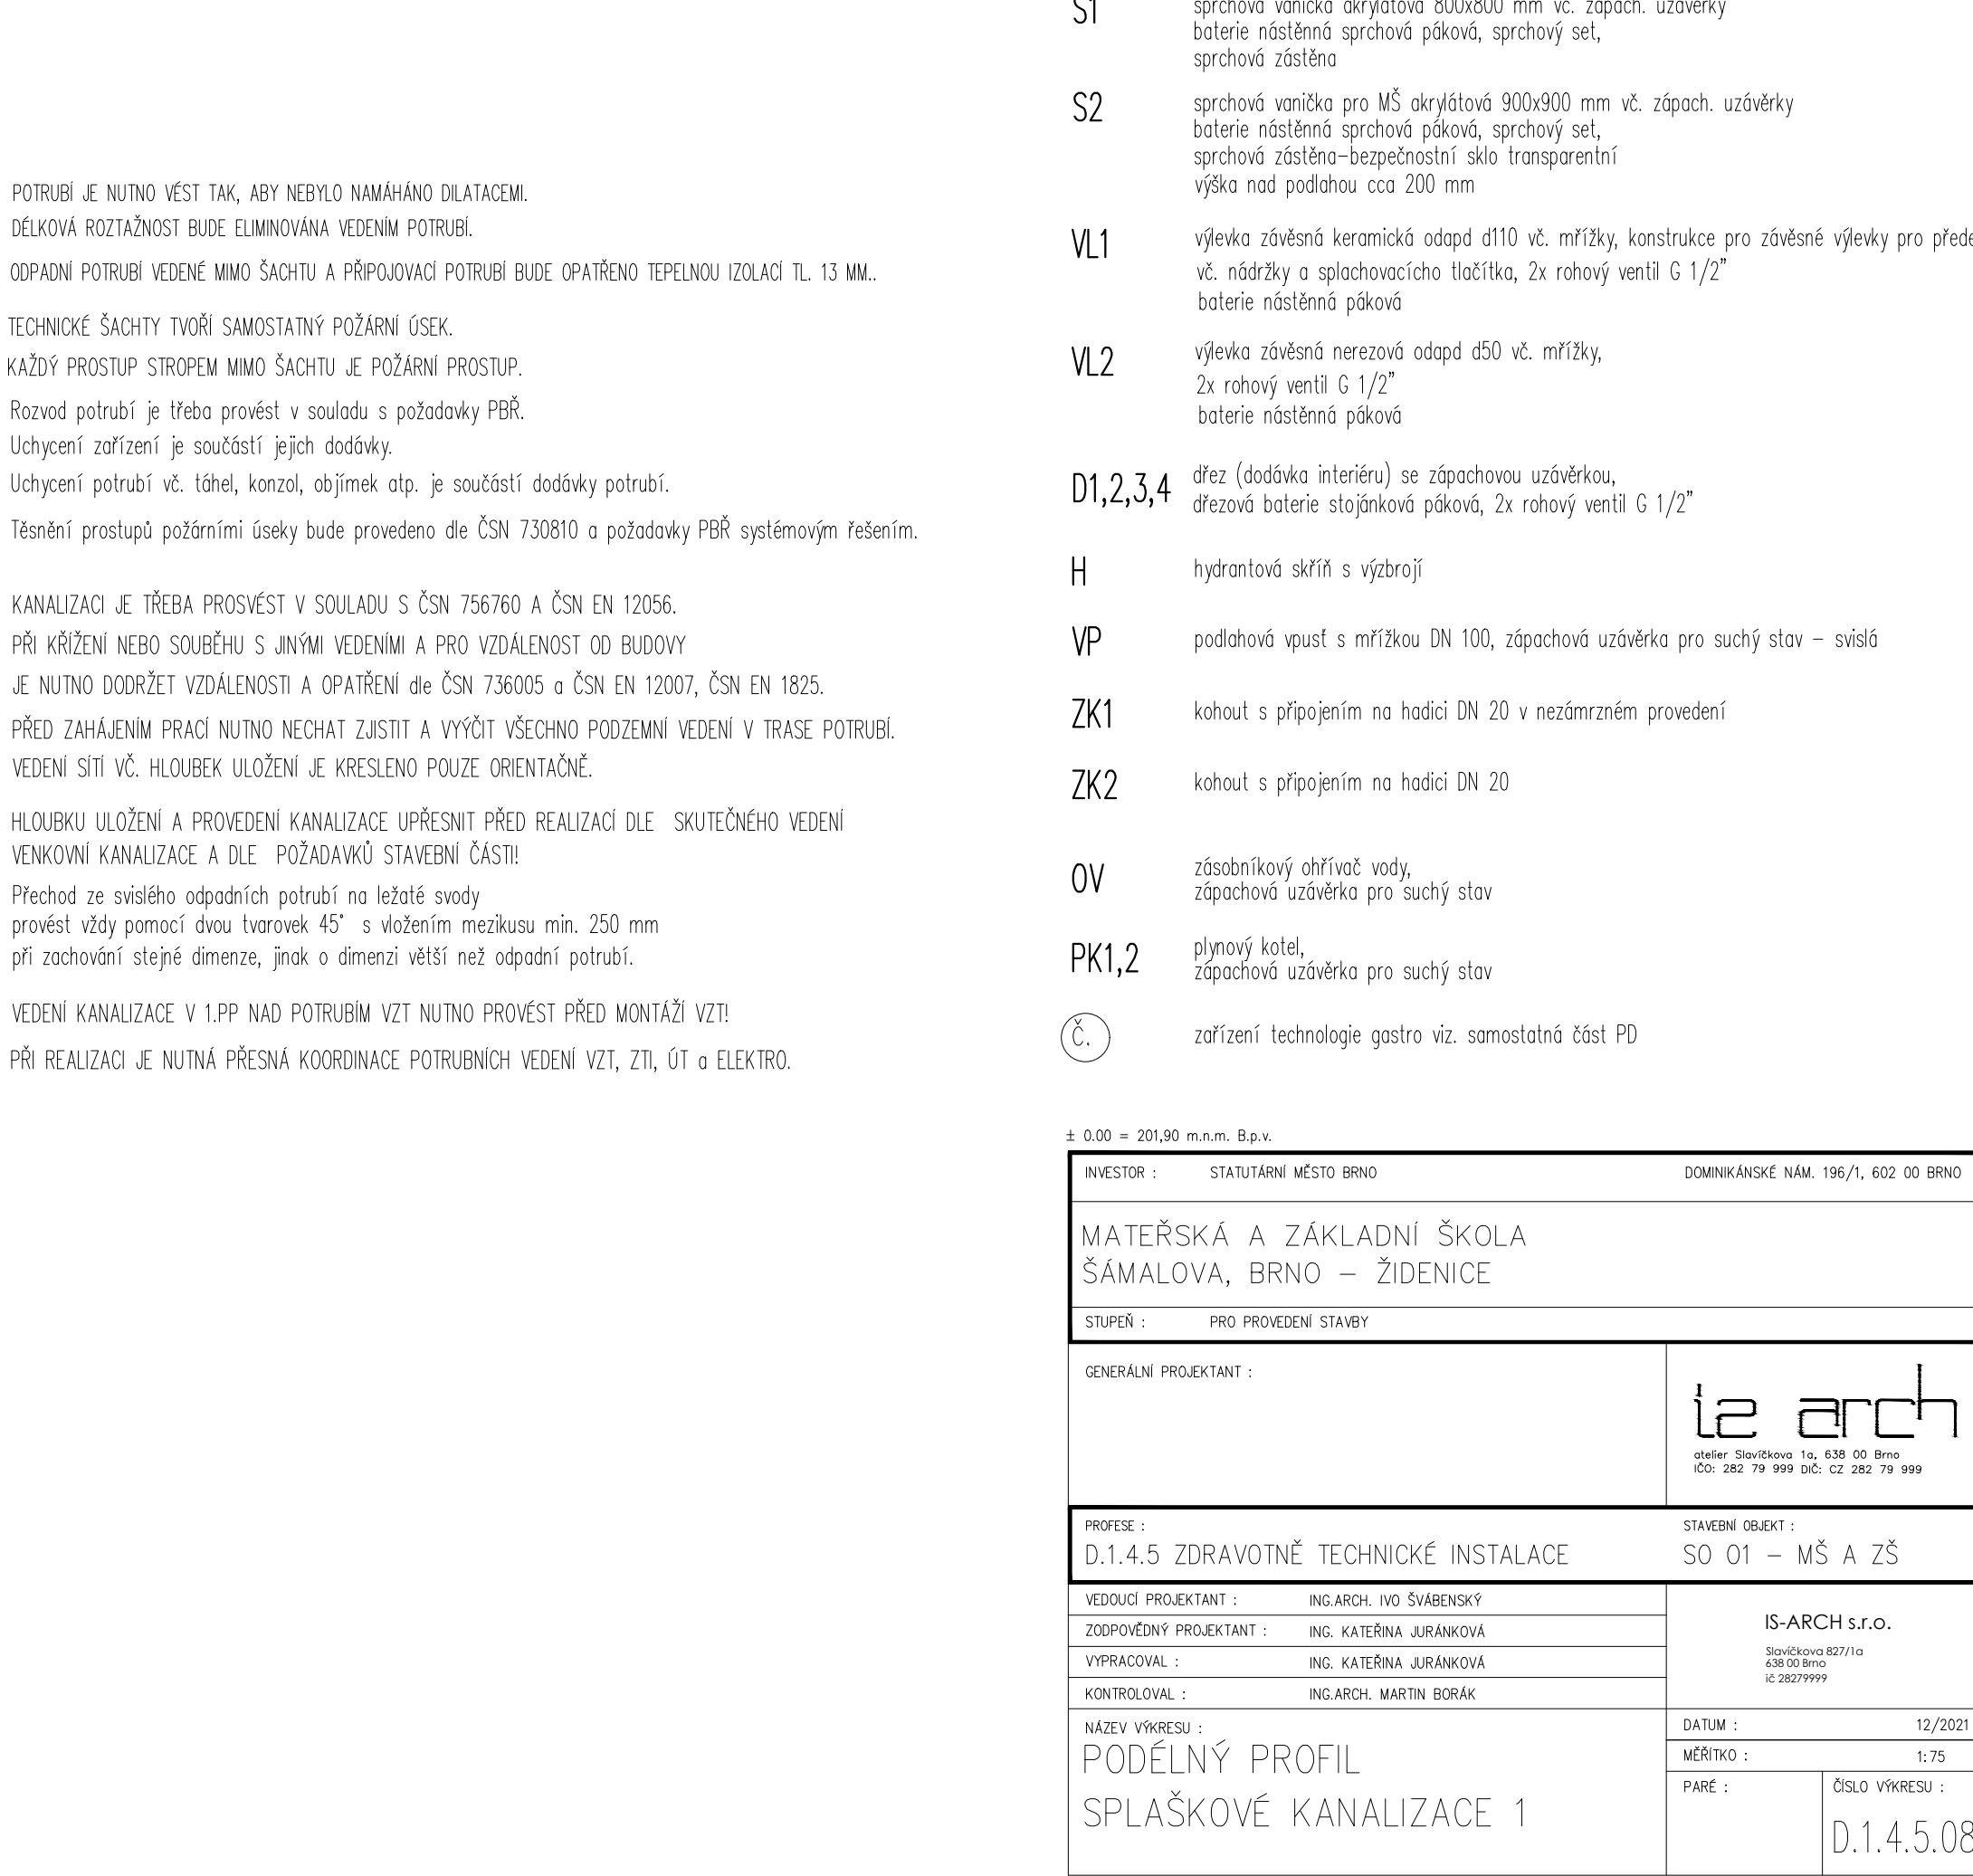 POTRUBÍ JE NUTNO VÉST TAK, ABY NEBYLO NAMÁHÁNO DILATACEMI.
DÉLKOVÁ ROZTAŽNOST BUDE ELIMINOVÁNA VEDENÍM POTRUBÍ.
ODPADNÍ POTRUBÍ VEDENÉ MIMO ŠACHTU A PŘIPOJOVACÍ POTRUBÍ BUDE OPATŘENO TEPELNOU IZOLACÍ TL. 13 MM..
TECHNICKÉ ŠACHTY TVOŘÍ SAMOSTATNÝ POŽÁRNÍ ÚSEK.
KAŽDÝ PROSTUP STROPEM MIMO ŠACHTU JE POŽÁRNÍ PROSTUP.
Rozvod potrubí je třeba provést v souladu s požadavky PBŘ.
Uchycení zařízení je součástí jejich dodávky.
Uchycení potrubí vč. táhel, konzol, objímek atp. je součástí dodávky potrubí.
Těsnění prostupů požárními úseky bude provedeno dle ČSN 730810 a požadavky PBŘ systémovým řešením.
KANALIZACI JE TŘEBA PROSVÉST V SOULADU S ČSN 756760 A ČSN EN 12056.
PŘI KŘÍŽENÍ NEBO SOUBĚHU S JINÝMI VEDENÍMI A PRO VZDÁLENOST OD BUDOVY
JE NUTNO DODRŽET VZDÁLENOSTI A OPATŘENÍ dle ČSN 736005 a ČSN EN 12007, ČSN EN 1825.
PŘED ZAHÁJENÍM PRACÍ NUTNO NECHAT ZJISTIT A VYÝČIT VŠECHNO PODZEMNÍ VEDENÍ V TRASE POTRUBÍ.
VEDENÍ SÍTÍ VČ. HLOUBEK ULOŽENÍ JE KRESLENO POUZE ORIENTAČNĚ.
HLOUBKU ULOŽENÍ A PROVEDENÍ KANALIZACE UPŘESNIT PŘED REALIZACÍ DLE SKUTEČNÉHO VEDENÍ
VENKOVNÍ KANALIZACE A DLE POŽADAVKŮ STAVEBNÍ ČÁSTI!
Přechod ze svislého odpadních potrubí na ležaté svody
provést vždy pomocí dvou tvarovek 45° s vložením mezikusu min. 250 mm
při zachování stejné dimenze, jinak o dimenzi větší než odpadní potrubí.
VEDENÍ KANALIZACE V 1.PP NAD POTRUBÍM VZT NUTNO PROVÉST PŘED MONTÁŽÍ VZT!
PŘI REALIZACI JE NUTNÁ PŘESNÁ KOORDINACE POTRUBNÍCH VEDENÍ VZT, ZTI, ÚT a ELEKTRO.
S1 sprchová vanička akrylátová 800x800 mm vč. zápach. uzávěrky
baterie nástěnná sprchová páková, sprchový set,
sprchová zástěna
S2 sprchová vanička pro MŠ akrylátová 900x900 mm vč. zápach. uzávěrky
baterie nástěnná sprchová páková, sprchový set,
sprchová zástěna-bezpečnostní sklo transparentní
výška nad podlahou cca 200 mm
VL1 výlevka závěsná keramická odapd d110 vč. mřížky, konstrukce pro závěsné výlevky pro přede
vč. nádržky a splachovacícho tlačítka, 2x rohový ventil G 1/2"
baterie nástěnná páková
VL2 výlevka závěsná nerezová odapd d50 vč. mřížky,
2x rohový ventil G 1/2"
baterie nástěnná páková
D1,2,3,4 dřez (dodávka interiéru) se zápachovou uzávěrkou,
dřezová baterie stojánková páková, 2x rohový ventil G 1/2"
H hydrantová skříň s výzbrojí
VP podlahová vpusť s mřížkou DN 100, zápachová uzávěrka pro suchý stav – svislá
ZK1 kohout s připojením na hadici DN 20 v nezámrzném provedení
ZK2 kohout s připojením na hadici DN 20
OV zásobníkový ohřívač vody,
zápachová uzávěrka pro suchý stav
PK1,2 plynový kotel,
zápachová uzávěrka pro suchý stav
Č. zařízení technologie gastro viz. samostatná část PD
± 0.00 = 201,90 m.n.m. B.p.v.
INVESTOR : STATUTÁRNÍ MĚSTO BRNO DOMINIKÁNSKÉ NÁM. 196/1, 602 00 BRNO
MATEŘSKÁ A ZÁKLADNÍ ŠKOLA
ŠÁMALOVA, BRNO – ŽIDENICE
STUPEŇ : PRO PROVEDENÍ STAVBY
GENERÁLNÍ PROJEKTANT :
is arch
atelier Slavíčkova 1a, 638 00 Brno
IČO: 282 79 999 DIČ: CZ 282 79 999
PROFESE : STAVEBNÍ OBJEKT :
D.1.4.5 ZDRAVOTNĚ TECHNICKÉ INSTALACE SO 01 – MŠ A ZŠ
VEDOUCÍ PROJEKTANT : ING.ARCH. IVO ŠVÁBENSKÝ
ZODPOVĚDNÝ PROJEKTANT : ING. KATEŘINA JURÁNKOVÁ
VYPRACOVAL : ING. KATEŘINA JURÁNKOVÁ
KONTROLOVAL : ING.ARCH. MARTIN BORÁK
IS-ARCH s.r.o.
Slavíčkova 827/1a
638 00 Brno
ič 28279999
NÁZEV VÝKRESU :
PODÉLNÝ PROFIL
SPLAŠKOVÉ KANALIZACE 1
DATUM : 12/2021
MĚŘÍTKO : 1:75
PARÉ : ČÍSLO VÝKRESU :
D.1.4.5.08